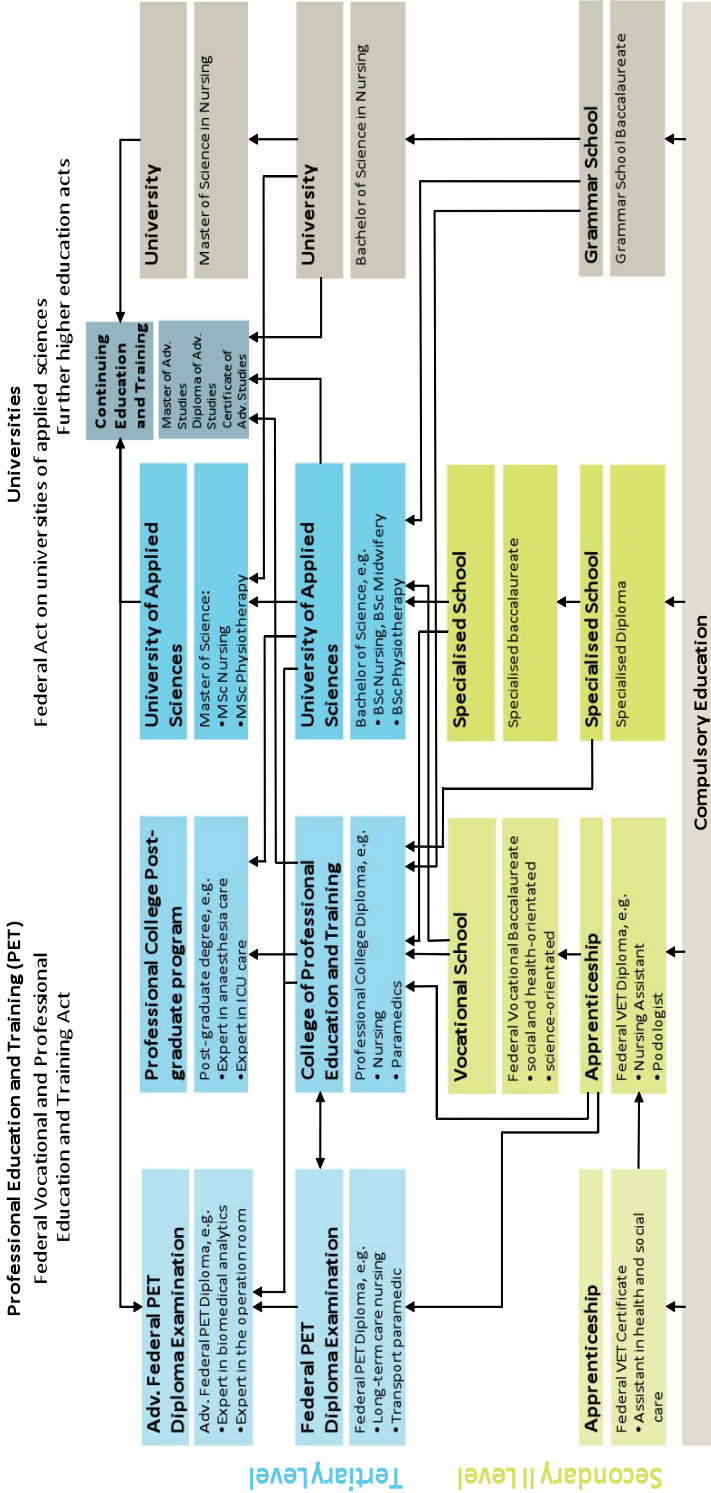 Professional Education and Training (PET)
Federal Vocational and Professional
Education and Training Act
Universities
Federal Act on universities of applied sciences
Further higher education acts
Tertiary Level
Secondary II Level
Adv. Federal PET
Diploma Examination
Adv. Federal PET Diploma, e.g.
• Expert in biomedical analytics
• Expert in the operation room
Professional College Post-
graduate program
Post-graduate degree, e.g.
• Expert in anaesthesia care
• Expert in ICU care
University of Applied
Sciences
Master of Science:
• MSc Nursing
• MSc Physiotherapy
Continuing
Education
and Training
Master of Adv.
Studies
Diploma of Adv.
Studies
Certificate of
Adv. Studies
University
Master of Science in Nursing
Federal PET
Diploma Examination
Federal PET Diploma, e.g.
• Long-term care nursing
• Transport paramedic
College of Professional
Education and Training
Professional College Diploma, e.g.
• Nursing
• Paramedics
University of Applied
Sciences
Bachelor of Science, e.g.
• BSc Nursing, BSc Midwifery
• BSc Physiotherapy
University
Bachelor of Science in Nursing
Vocational School
Federal Vocational Baccalaureate
• social and health-orientated
• science-orientated
Specialised School
Specialised baccalaureate
Apprenticeship
Federal VET Certificate
• Assistant in health and social
care
Apprenticeship
Federal VET Diploma, e.g.
• Nursing Assistant
• Podologist
Specialised School
Specialised Diploma
Grammar School
Grammar School Baccalaureate
Compulsory Education